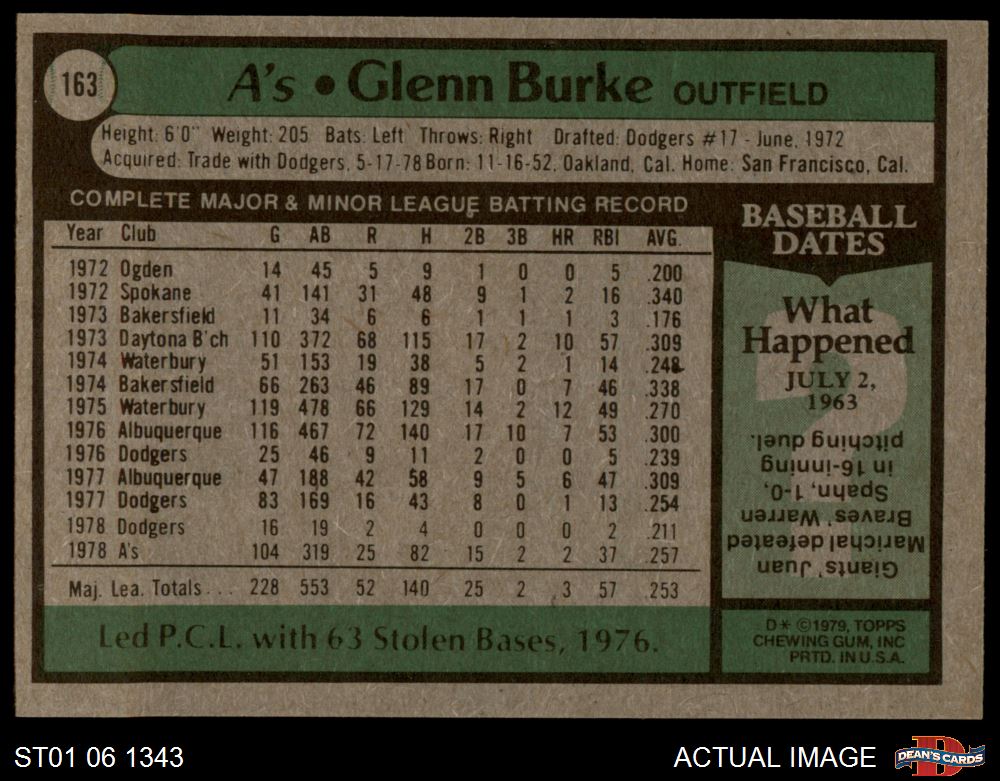 163
A's • Glenn Burke OUTFIELD
Height: 6'0" Weight: 205 Bats: Left Throws: Right Drafted: Dodgers #17 - June, 1972
Acquired: Trade with Dodgers, 5-17-78 Born: 11-16-52, Oakland, Cal. Home: San Francisco, Cal.
COMPLETE MAJOR & MINOR LEAGUE BATTING RECORD
Year Club G AB R H 2B 3B HR RBI AVG.
1972 Ogden 14 45 5 9 1 0 0 5 .200
1972 Spokane 41 141 31 48 9 1 2 16 .340
1973 Bakersfield 11 34 6 6 1 1 1 3 .176
1973 Daytona B'ch 110 372 68 115 17 2 10 57 .309
1974 Waterbury 51 153 19 38 5 2 1 14 .248
1974 Bakersfield 66 263 46 89 17 0 7 46 .338
1975 Waterbury 119 478 66 129 14 2 12 49 .270
1976 Albuquerque 116 467 72 140 17 10 7 53 .300
1976 Dodgers 25 46 9 11 2 0 0 5 .239
1977 Albuquerque 47 188 42 58 9 5 6 47 .309
1977 Dodgers 83 169 16 43 8 0 1 13 .254
1978 Dodgers 16 19 2 4 0 0 0 2 .211
1978 A's 104 319 25 82 15 2 2 37 .257
Maj. Lea. Totals... 228 553 52 140 25 2 3 57 .253
Led P.C.L. with 63 Stolen Bases, 1976.
BASEBALL
DATES
What
Happened
JULY 2,
1963
Giants' Juan
Marichal defeated
Braves' Warren
Spahn, 1-0,
in 16-inning
pitching duel.
D* ©1979, TOPPS
CHEWING GUM, INC
PRTD. IN U.S.A.
ST01 06 1343
ACTUAL IMAGE
D
DEAN'S CARDS